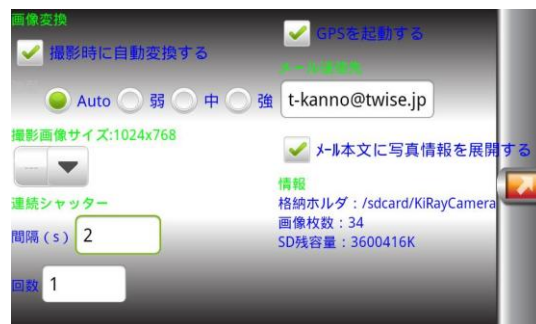 画像変換
撮影時に自動変換する
Auto 弱 中 強
撮影画像サイズ:1024x768
連続シャッター
間隔(s) 2
回数 1
GPSを起動する
t-kanno@twise.jp
メール本文に写真情報を展開する
情報
格納ホルダ:/sdcard/KiRayCamera
画像枚数:34
SD残容量:3600416K